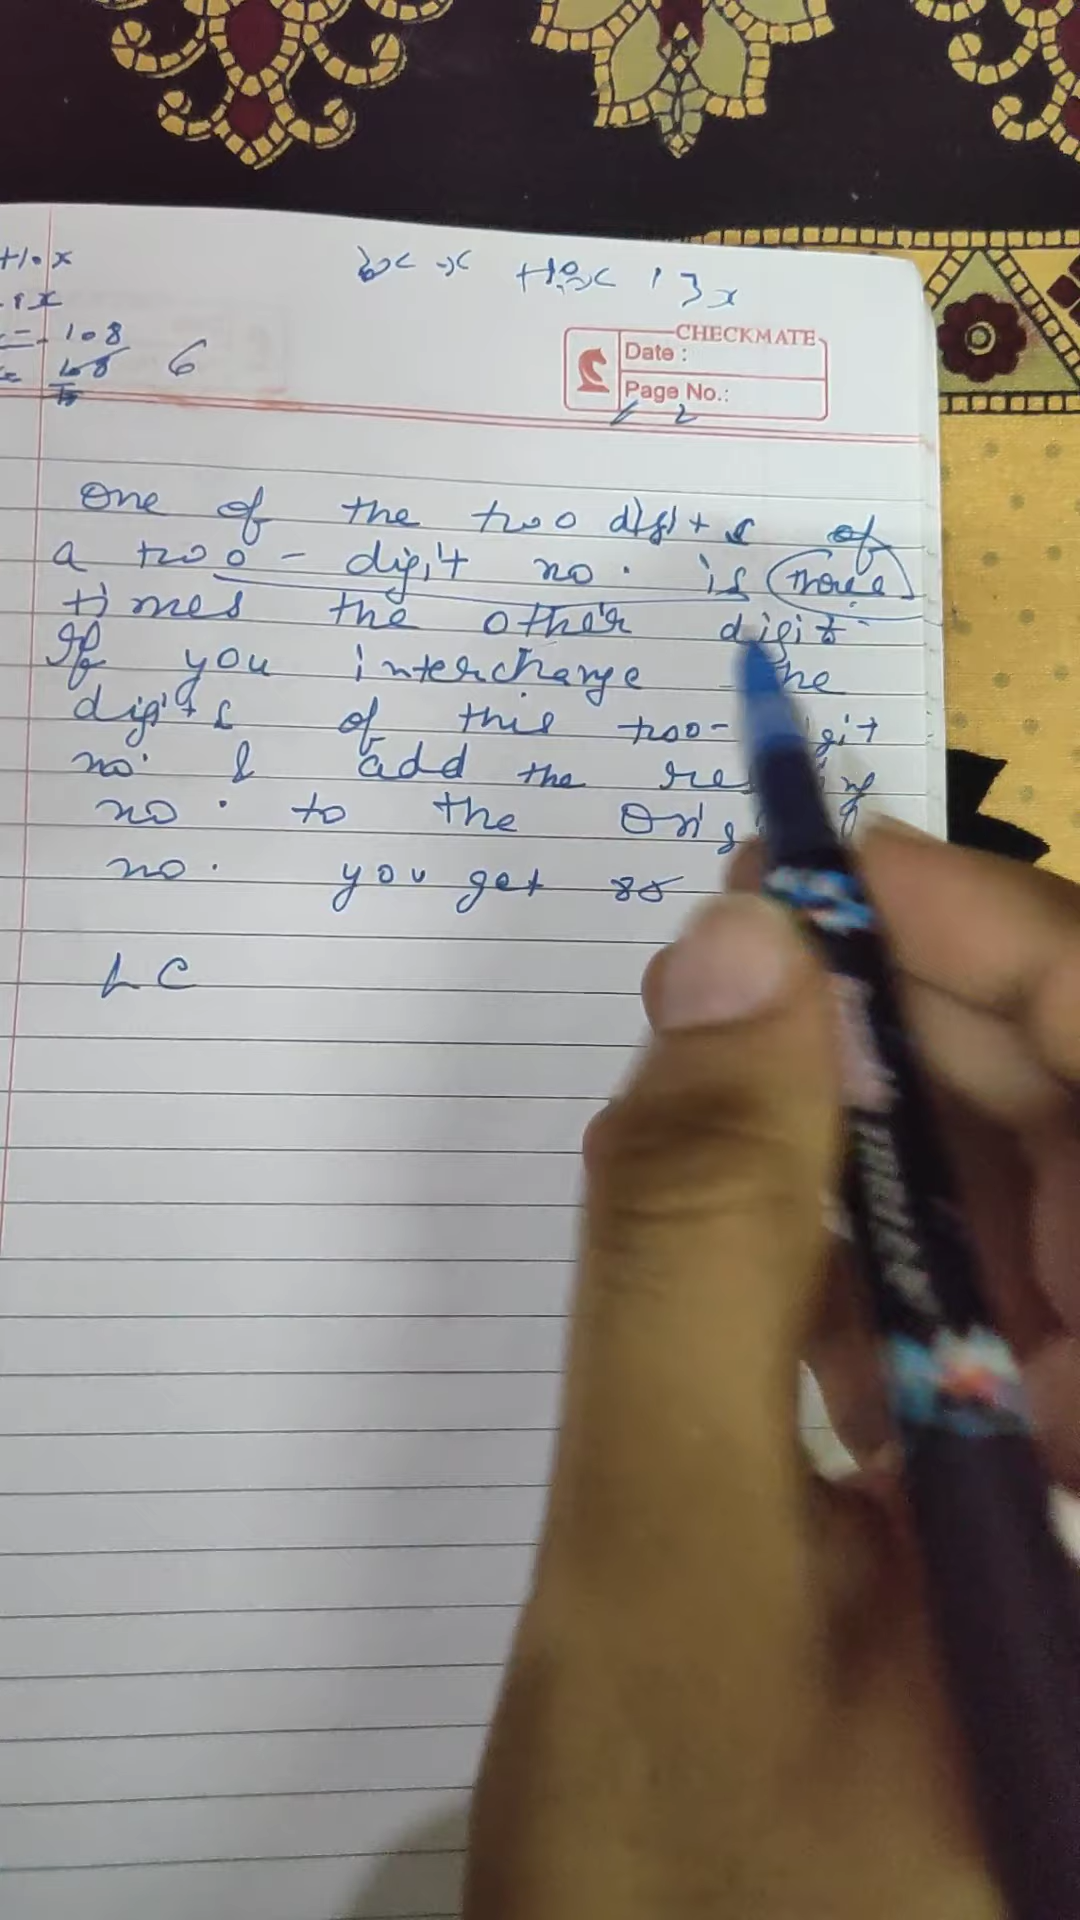 +10x
= 108
108
6
CHECKMATE
Date :
Page No.:
One of the two digits of
a two-digit no. is three
times the other digit
If you interchange the
digits of this two-
no. & add the
no. to the
no. you get 88